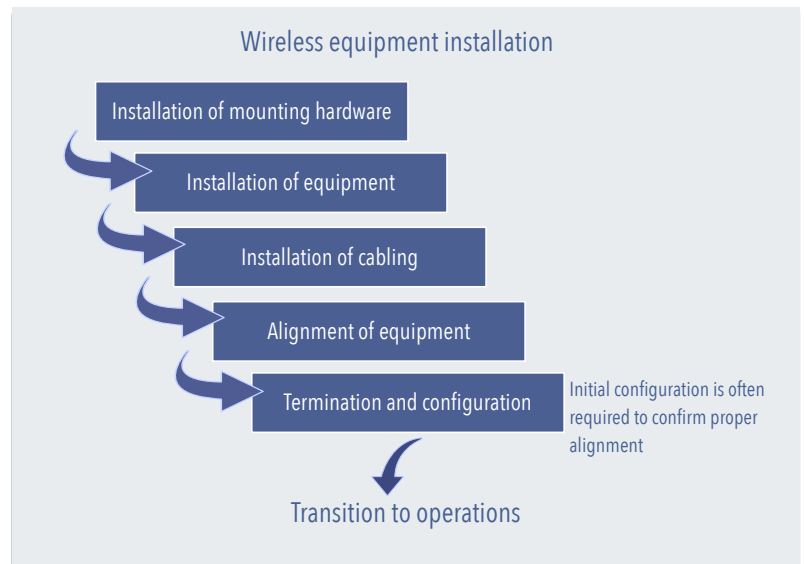 Wireless equipment installation
Installation of mounting hardware
Installation of equipment
Installation of cabling
Alignment of equipment
Termination and configuration
Initial configuration is often
required to confirm proper
alignment
Transition to operations